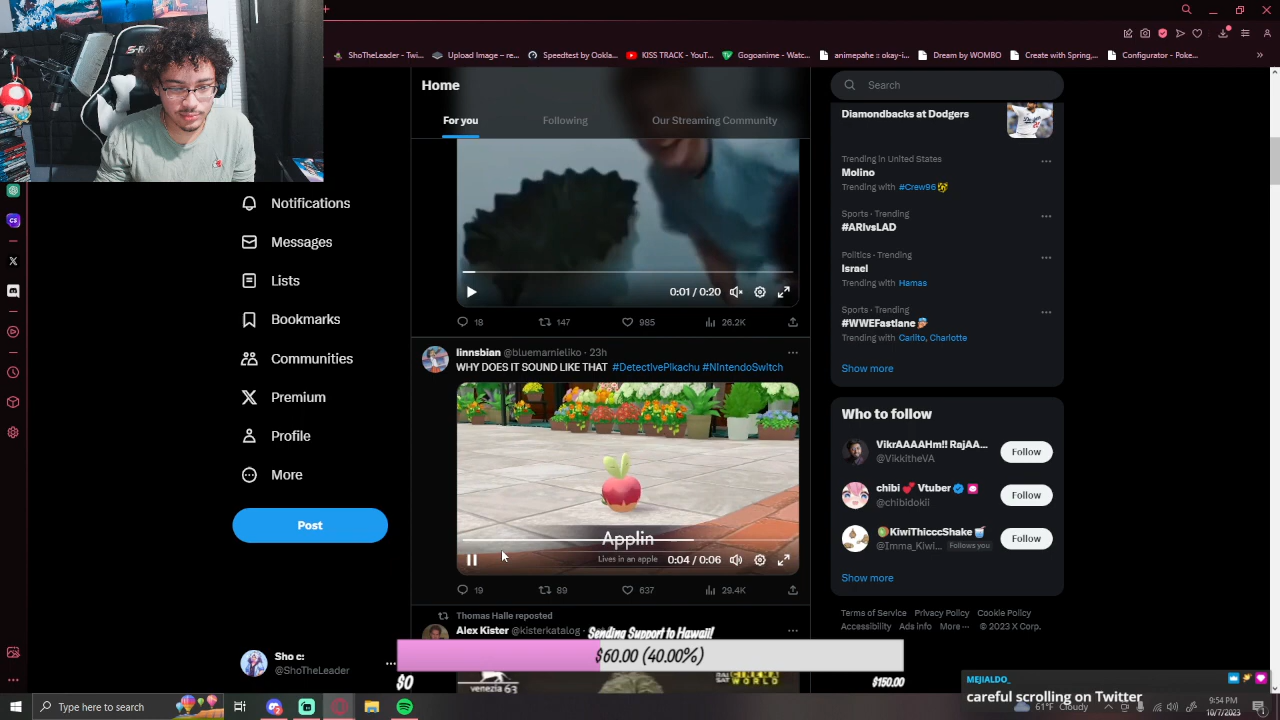 ShoTheLeader - Twi...
Upload Image – re...
Speedtest by Ookla...
KISS TRACK - YouT...
Gogoanime - Watc...
animepahe :: okay-i...
Dream by WOMBO
Create with Spring,...
Configurator - Poke...
Home
For you
Following
Our Streaming Community
Notifications
Messages
Lists
Bookmarks
Communities
Premium
Profile
More
Post
Sho c:
@ShoTheLeader
0:01 / 0:20
18
147
985
26.2K
linnsbian @bluemarnieliko · 23h
WHY DOES IT SOUND LIKE THAT #DetectivePikachu #NintendoSwitch
Applin
Lives in an apple
0:04 / 0:06
19
89
637
29.4K
Thomas Halle reposted
Alex Kister @kisterkatalog ·
Sending Support to Hawaii!
$60.00 (40.00%)
$0
$150.00
venezia 63
Search
Diamondbacks at Dodgers
Trending in United States
Molino
Trending with #Crew96
Sports · Trending
#ARIvsLAD
Politics · Trending
Israel
Trending with Hamas
Sports · Trending
#WWEFastlane
Trending with Carlito, Charlotte
Show more
Who to follow
VikrAAAAHm!! RajAA...
@VikkitheVA
Follow
chibi Vtuber
@chibidokii
Follow
KiwiThicccShake
@Imma_Kiwi... Follows you
Follow
Show more
Terms of Service Privacy Policy Cookie Policy
Accessibility Ads info More ··· © 2023 X Corp.
MEJIALDO_
careful scrolling on Twitter
Type here to search
61°F Cloudy
9:54 PM
10/7/2023